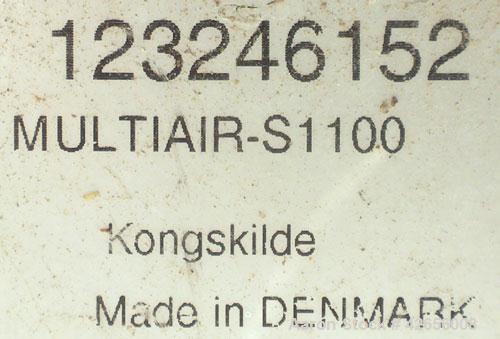 123246152
MULTIAIR-S1100
Kongskilde
Made in DENMARK